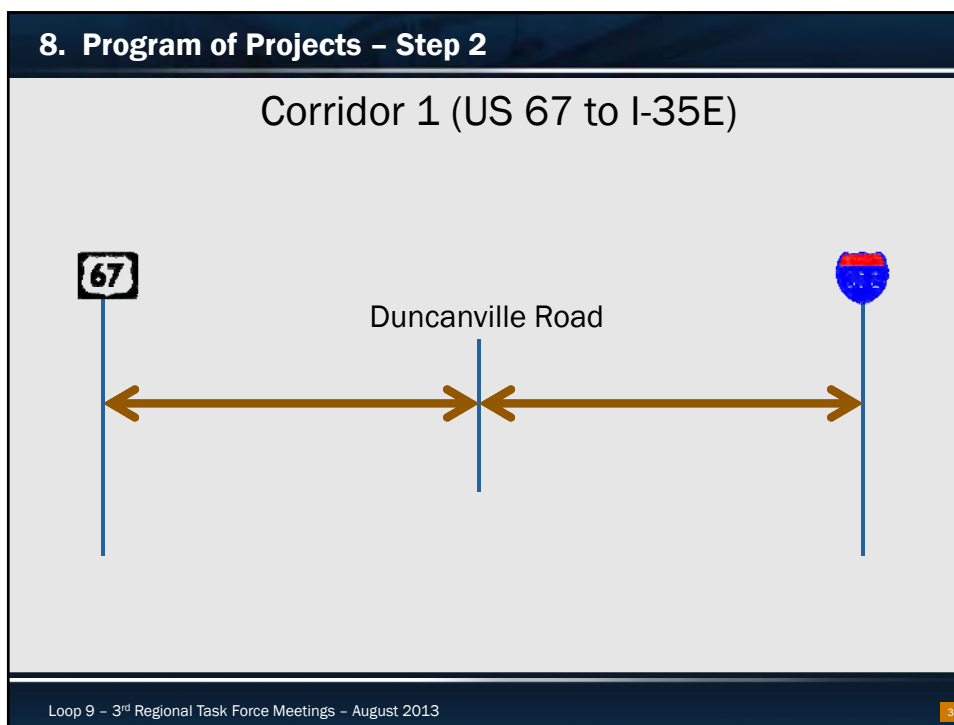 8. Program of Projects – Step 2
Corridor 1 (US 67 to I-35E)
67
Duncanville Road
Loop 9 – 3rd Regional Task Force Meetings – August 2013
3